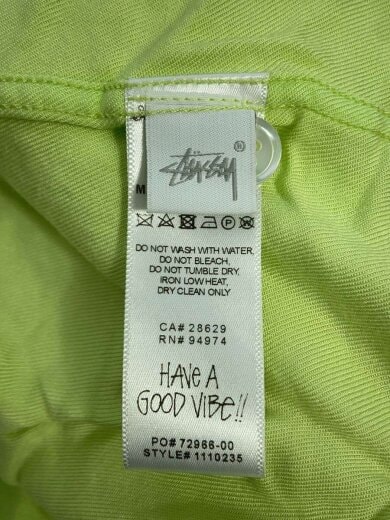 STÜSSY ®
M
P
DO NOT WASH WITH WATER,
DO NOT BLEACH,
DO NOT TUMBLE DRY,
IRON LOW HEAT,
DRY CLEAN ONLY
CA# 28629
RN# 94974
HAVE A
GOOD VIBE!!
PO# 72966-00
STYLE# 1110235